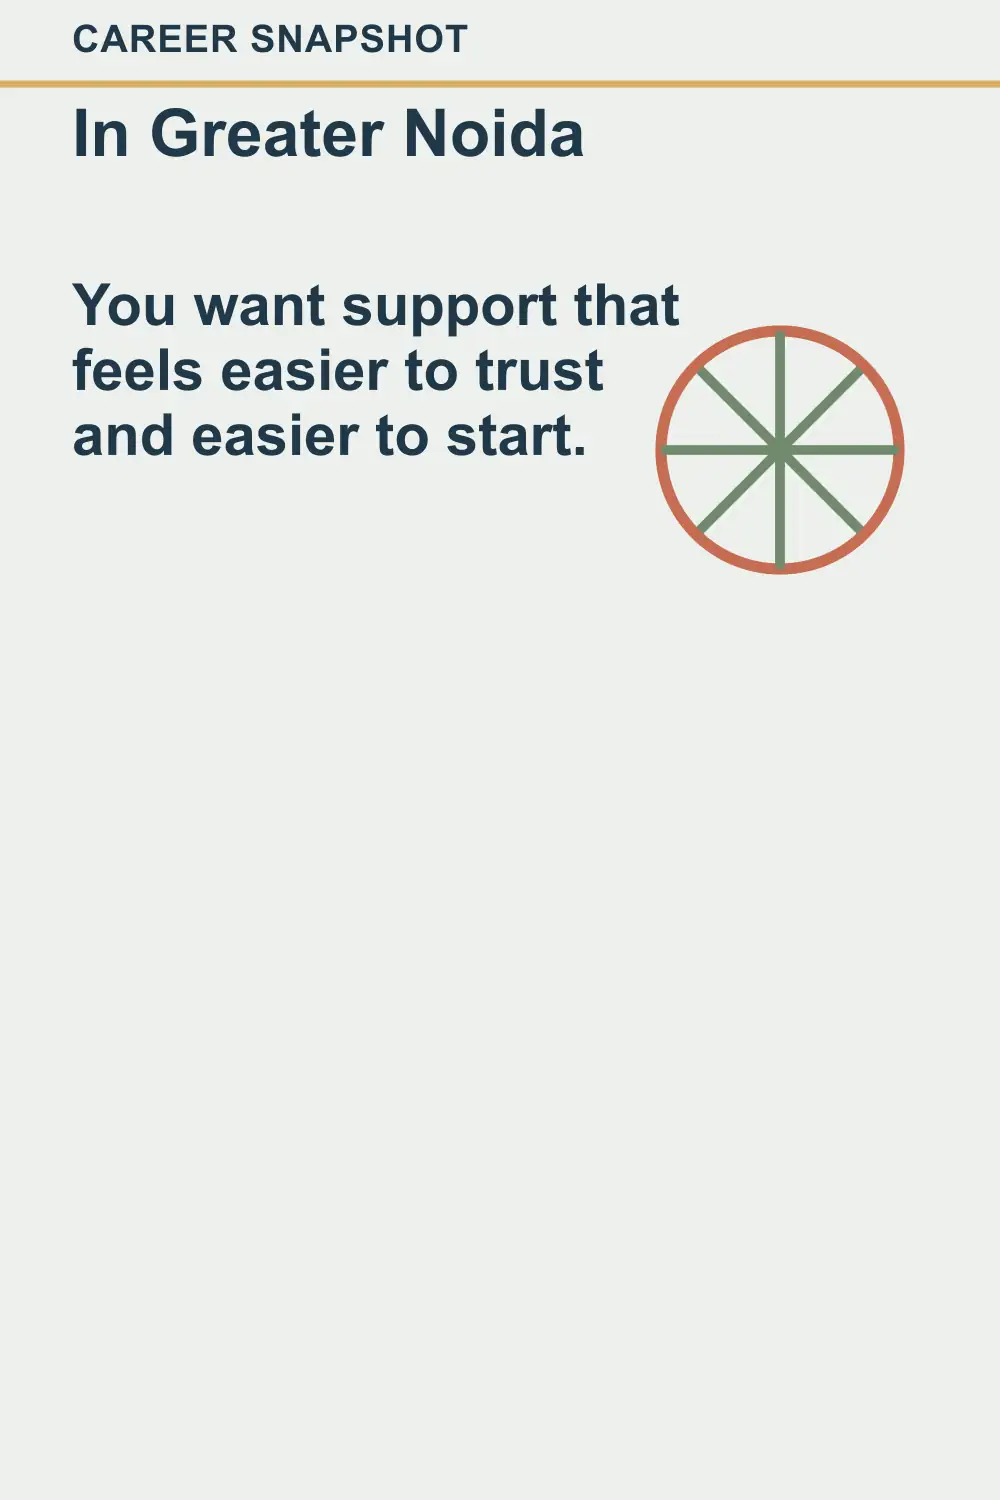 CAREER SNAPSHOT
In Greater Noida
You want support that
feels easier to trust
and easier to start.